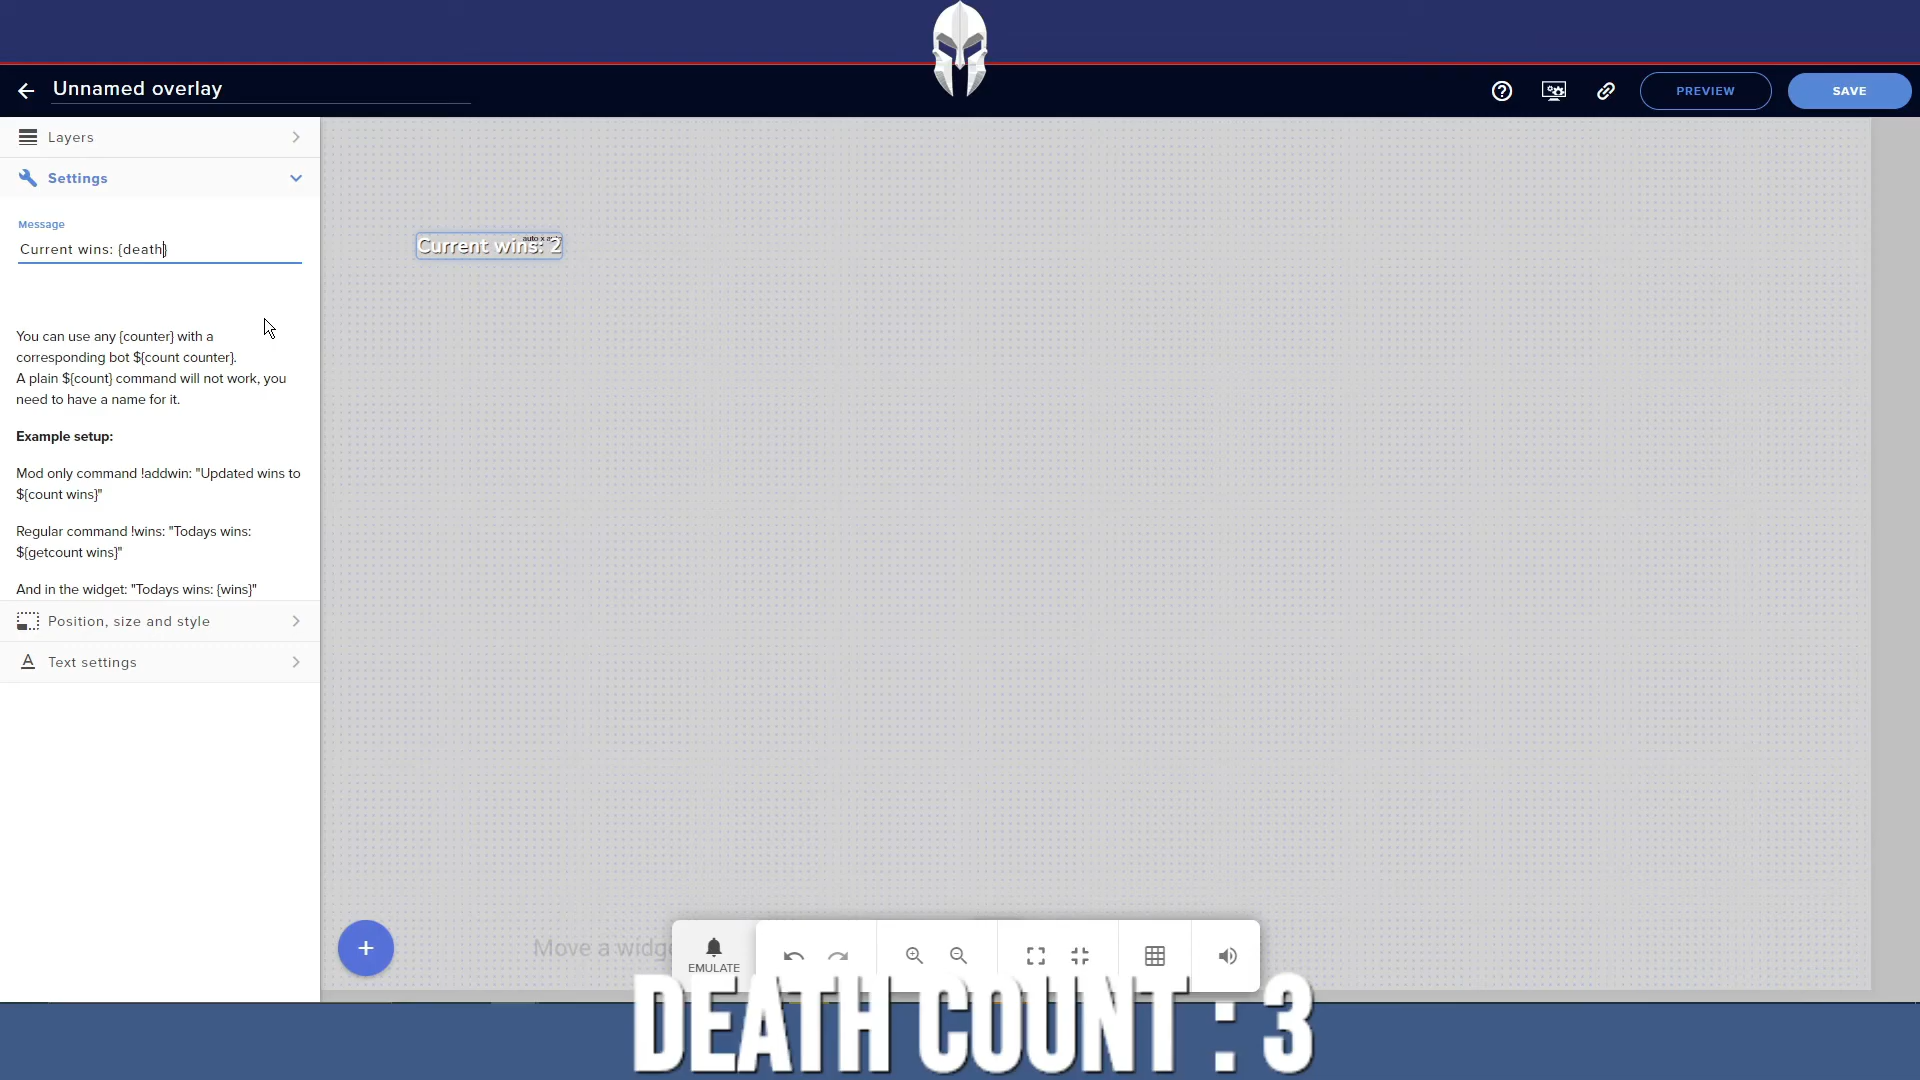 Unnamed overlay
PREVIEW
SAVE
Layers
Settings
Message
Current wins: {death}
You can use any {counter} with a
corresponding bot ${count counter}.
A plain ${count} command will not work, you
need to have a name for it.
Example setup:
Mod only command !addwin: "Updated wins to
${count wins}"
Regular command !wins: "Todays wins:
${getcount wins}"
And in the widget: "Todays wins: {wins}"
Position, size and style
Text settings
Current wins: 2
Move a
EMULATE
DEATH COUNT : 3